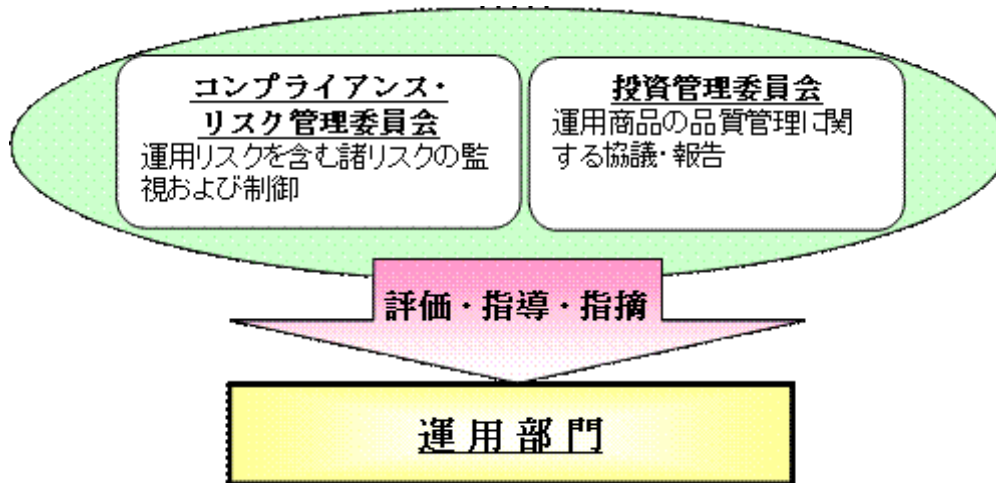 コンプライアンス・
リスク管理委員会
運用リスクを含む諸リスクの監
視および制御
投資管理委員会
運用商品の品質管理に関
する協議・報告
評価・指導・指摘
運用部門